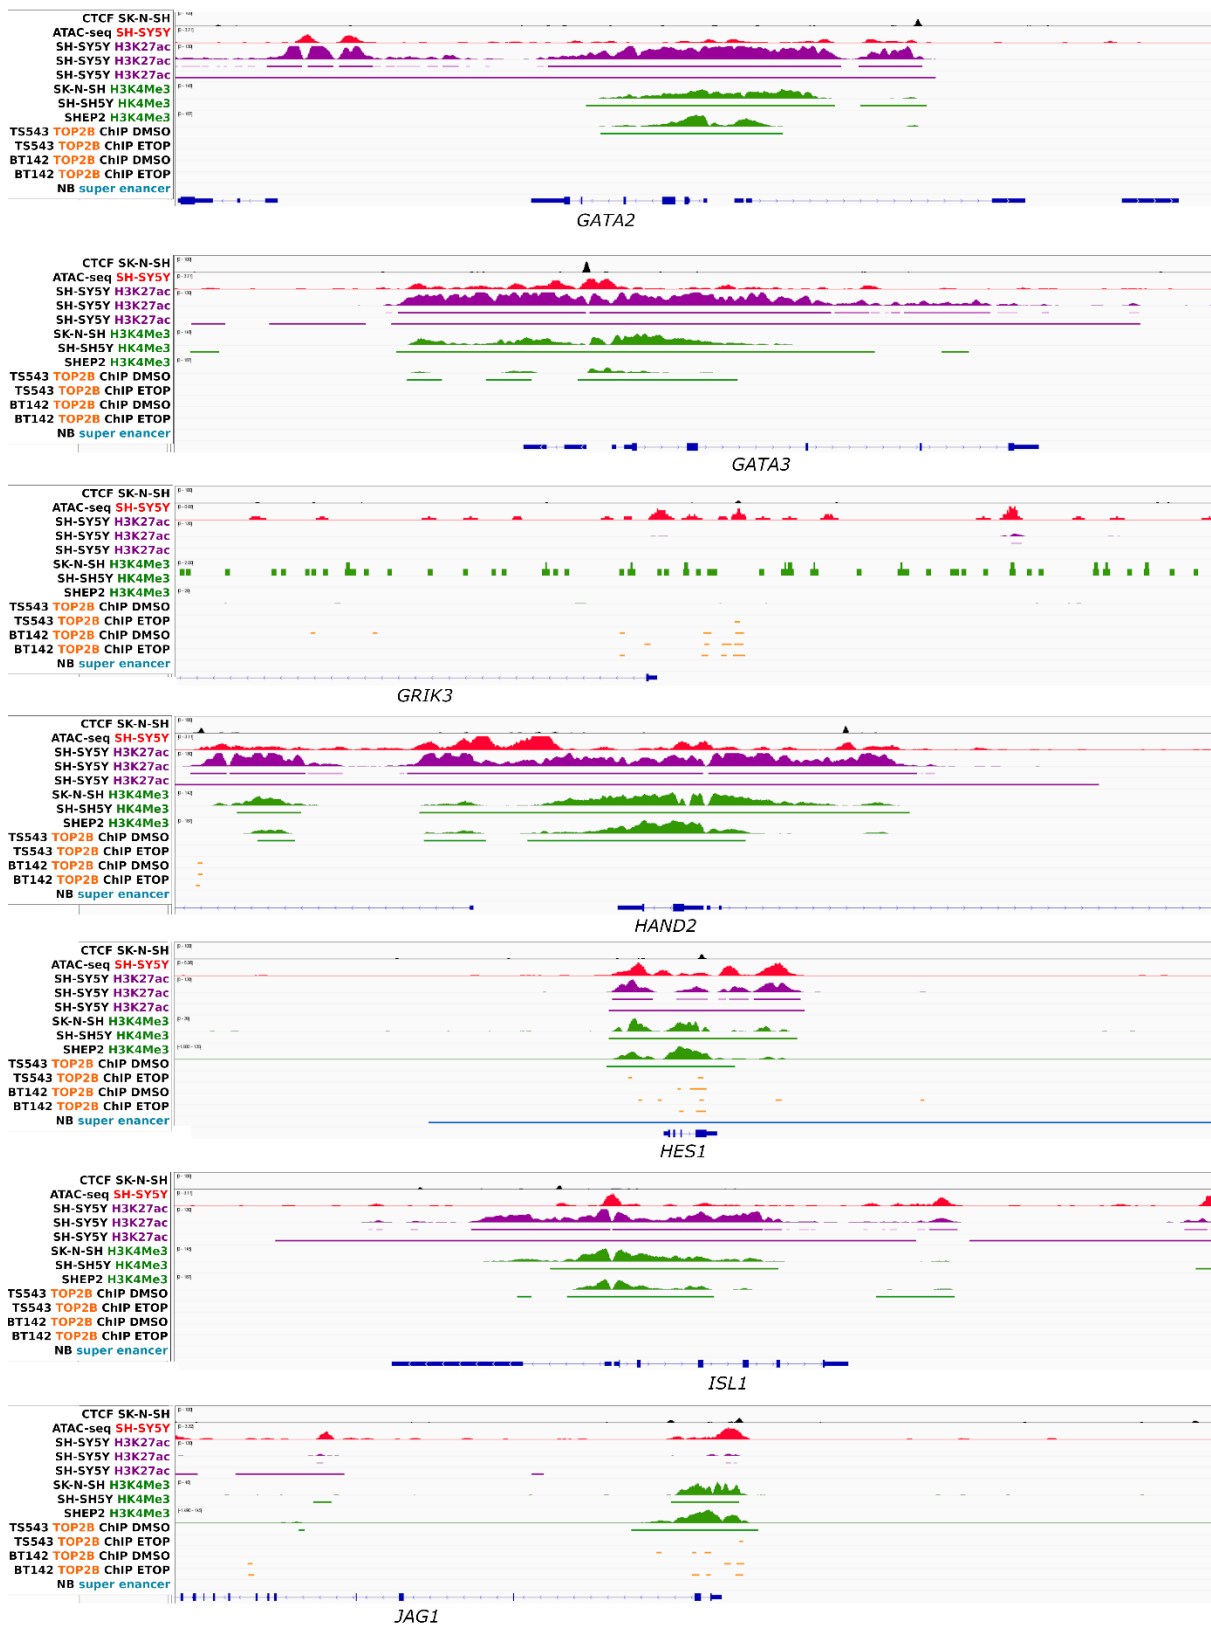 CTCF SK-N-SH
ATAC-seq SH-SY5Y
SH-SY5Y H3K27ac
SH-SY5Y H3K27ac
SH-SY5Y H3K27ac
SK-N-SH H3K4Me3
SH-SH5Y HK4Me3
SHEP2 H3K4Me3
TS543 TOP2B ChIP DMSO
TS543 TOP2B ChIP ETOP
BT142 TOP2B ChIP DMSO
BT142 TOP2B ChIP ETOP
NB super enancer
GATA2
CTCF SK-N-SH
ATAC-seq SH-SY5Y
SH-SY5Y H3K27ac
SH-SY5Y H3K27ac
SH-SY5Y H3K27ac
SK-N-SH H3K4Me3
SH-SH5Y HK4Me3
SHEP2 H3K4Me3
TS543 TOP2B ChIP DMSO
TS543 TOP2B ChIP ETOP
BT142 TOP2B ChIP DMSO
BT142 TOP2B ChIP ETOP
NB super enancer
GATA3
CTCF SK-N-SH
ATAC-seq SH-SY5Y
SH-SY5Y H3K27ac
SH-SY5Y H3K27ac
SH-SY5Y H3K27ac
SK-N-SH H3K4Me3
SH-SH5Y HK4Me3
SHEP2 H3K4Me3
TS543 TOP2B ChIP DMSO
TS543 TOP2B ChIP ETOP
BT142 TOP2B ChIP DMSO
BT142 TOP2B ChIP ETOP
NB super enancer
GRIK3
CTCF SK-N-SH
ATAC-seq SH-SY5Y
SH-SY5Y H3K27ac
SH-SY5Y H3K27ac
SH-SY5Y H3K27ac
SK-N-SH H3K4Me3
SH-SH5Y HK4Me3
SHEP2 H3K4Me3
TS543 TOP2B ChIP DMSO
TS543 TOP2B ChIP ETOP
BT142 TOP2B ChIP DMSO
BT142 TOP2B ChIP ETOP
NB super enancer
HAND2
CTCF SK-N-SH
ATAC-seq SH-SY5Y
SH-SY5Y H3K27ac
SH-SY5Y H3K27ac
SH-SY5Y H3K27ac
SK-N-SH H3K4Me3
SH-SH5Y HK4Me3
SHEP2 H3K4Me3
TS543 TOP2B ChIP DMSO
TS543 TOP2B ChIP ETOP
BT142 TOP2B ChIP DMSO
BT142 TOP2B ChIP ETOP
NB super enancer
HES1
CTCF SK-N-SH
ATAC-seq SH-SY5Y
SH-SY5Y H3K27ac
SH-SY5Y H3K27ac
SH-SY5Y H3K27ac
SK-N-SH H3K4Me3
SH-SH5Y HK4Me3
SHEP2 H3K4Me3
TS543 TOP2B ChIP DMSO
TS543 TOP2B ChIP ETOP
BT142 TOP2B ChIP DMSO
BT142 TOP2B ChIP ETOP
NB super enancer
ISL1
CTCF SK-N-SH
ATAC-seq SH-SY5Y
SH-SY5Y H3K27ac
SH-SY5Y H3K27ac
SH-SY5Y H3K27ac
SK-N-SH H3K4Me3
SH-SH5Y HK4Me3
SHEP2 H3K4Me3
TS543 TOP2B ChIP DMSO
TS543 TOP2B ChIP ETOP
BT142 TOP2B ChIP DMSO
BT142 TOP2B ChIP ETOP
NB super enancer
JAG1